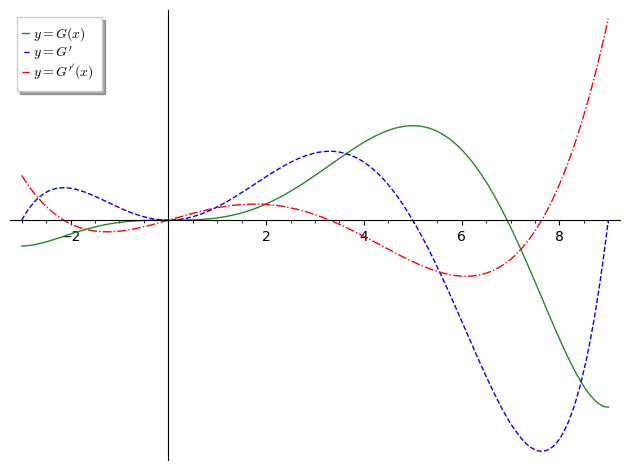 y = G(x)
y = G'
y = G''(x)
−2 2 4 6 8